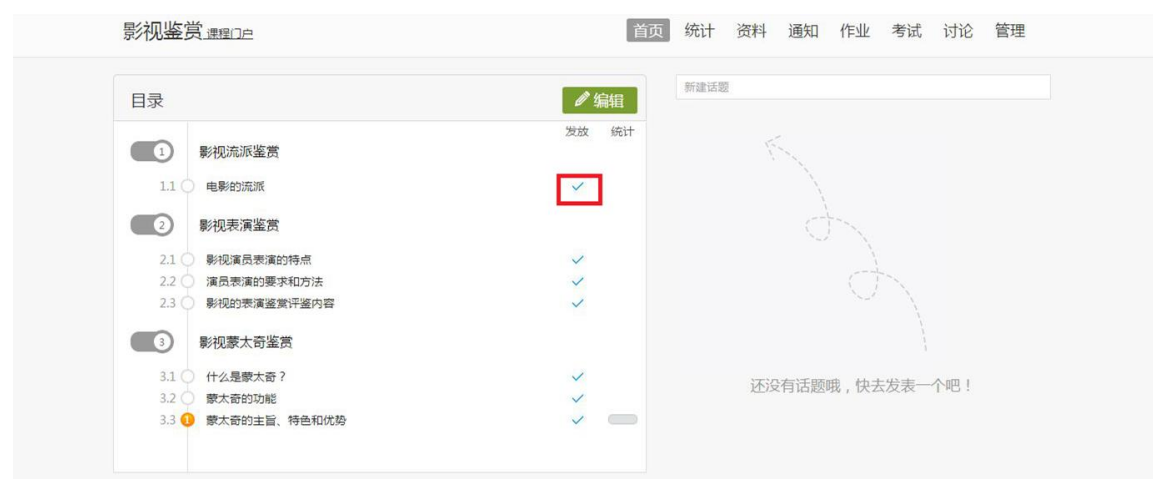 影视鉴赏 课程门户 首页 统计 资料 通知 作业 考试 讨论 管理
目录 编辑
新建话题
发放 统计
1 影视流派鉴赏
1.1 电影的流派
2 影视表演鉴赏
2.1 影视演员表演的特点
2.2 演员表演的要求和方法
2.3 影视的表演鉴赏评鉴内容
3 影视蒙太奇鉴赏
3.1 什么是蒙太奇？
3.2 蒙太奇的功能
3.3 1 蒙太奇的主旨、特色和优势
还没有话题哦，快去发表一个吧！